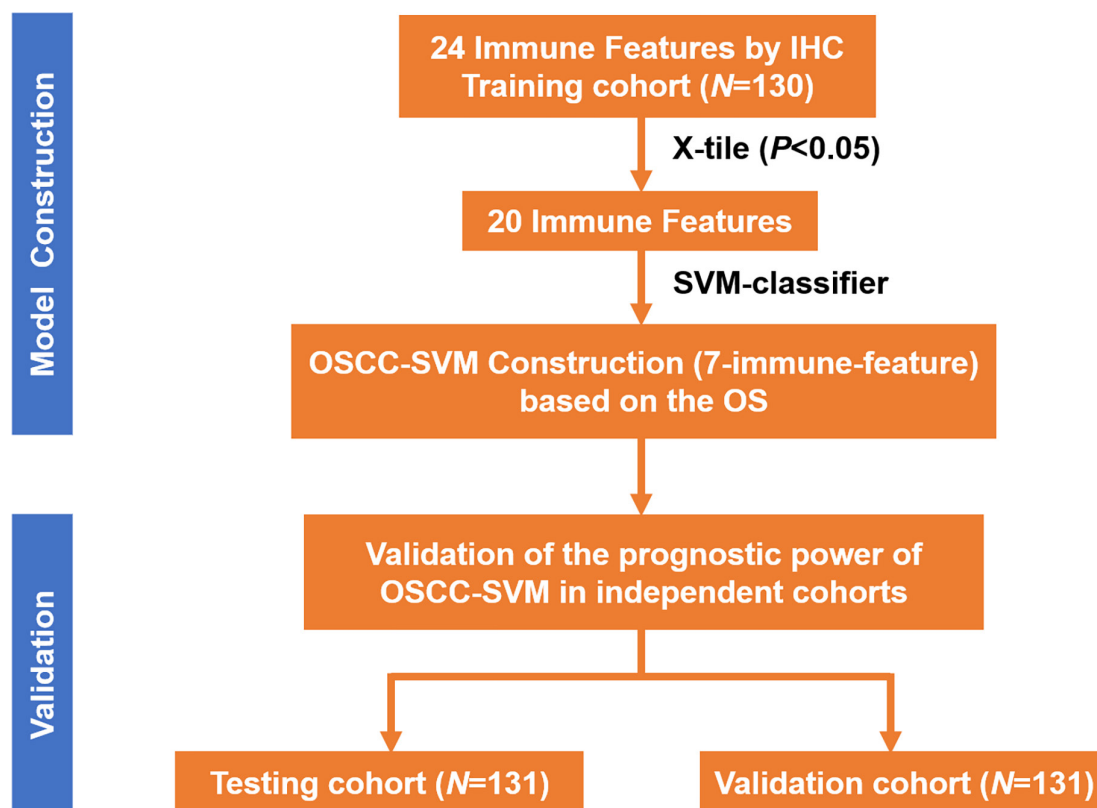 Model Construction
24 Immune Features by IHC
Training cohort (N=130)
X-tile (P<0.05)
20 Immune Features
SVM-classifier
OSCC-SVM Construction (7-immune-feature)
based on the OS
Validation
Validation of the prognostic power of
OSCC-SVM in independent cohorts
Testing cohort (N=131)
Validation cohort (N=131)